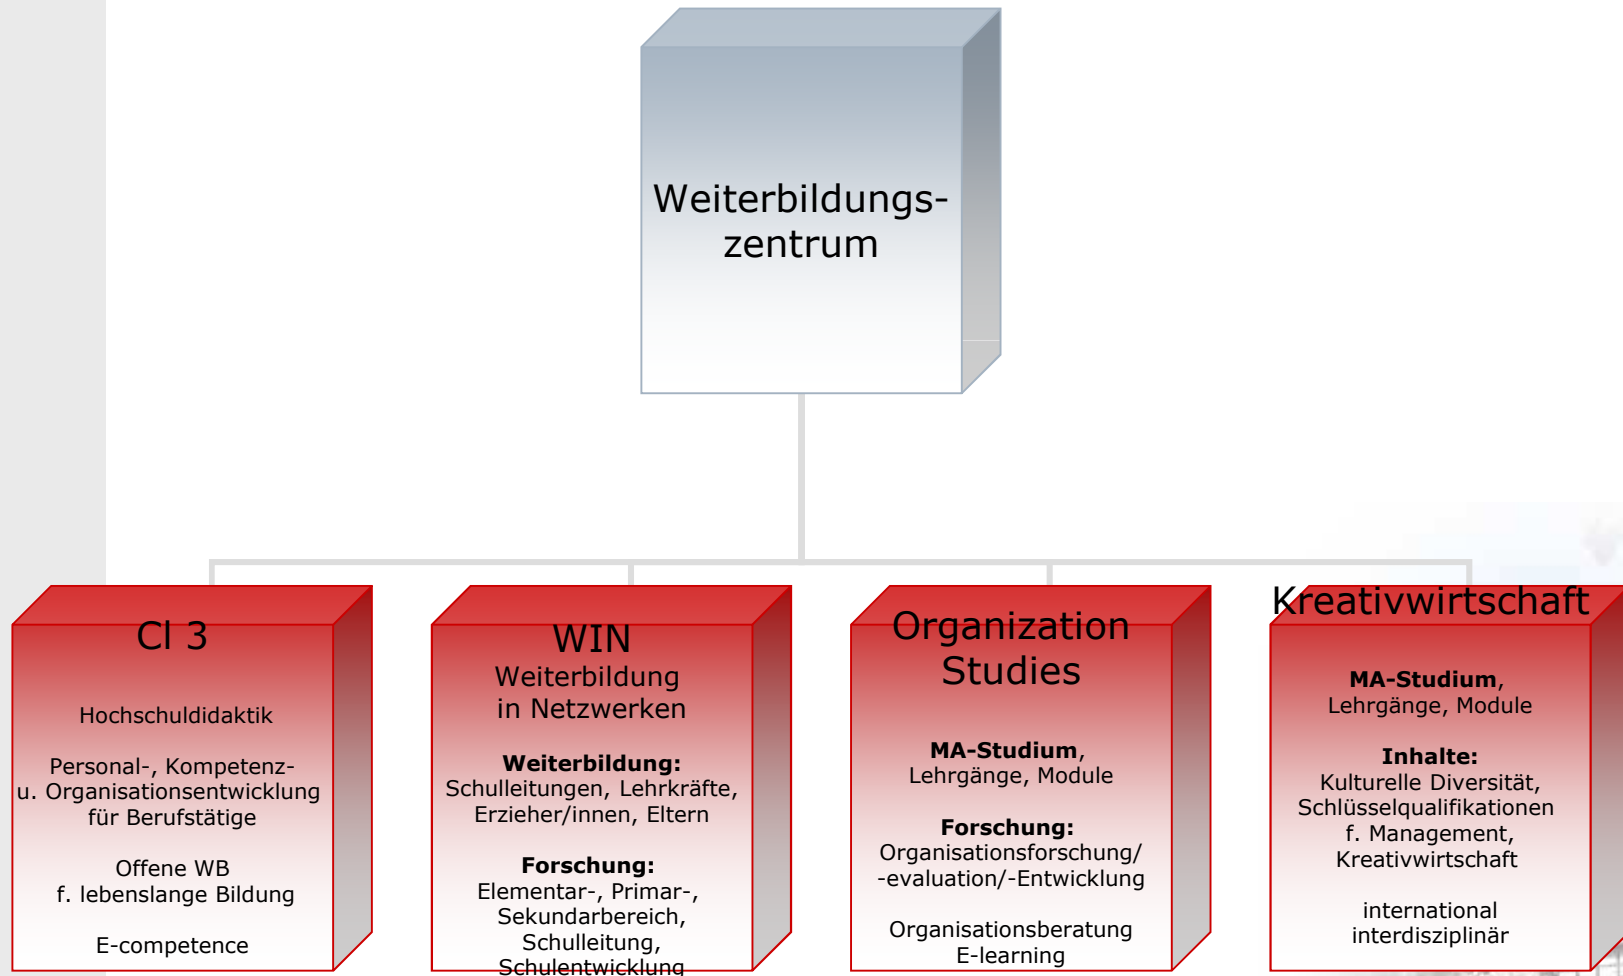 Weiterbildungs-
zentrum
Cl 3
Hochschuldidaktik
Personal-, Kompetenz-
u. Organisationsentwicklung
für Berufstätige
Offene WB
f. lebenslange Bildung
E-competence
WIN
Weiterbildung
in Netzwerken
Weiterbildung:
Schulleitungen, Lehrkräfte,
Erzieher/innen, Eltern
Forschung:
Elementar-, Primar-,
Sekundarbereich,
Schulleitung,
Schulentwicklung
Organization
Studies
MA-Studium,
Lehrgänge, Module
Forschung:
Organisationsforschung/
-evaluation/-Entwicklung
Organisationsberatung
E-learning
Kreativwirtschaft
MA-Studium,
Lehrgänge, Module
Inhalte:
Kulturelle Diversität,
Schlüsselqualifikationen
f. Management,
Kreativwirtschaft
international
interdisziplinär